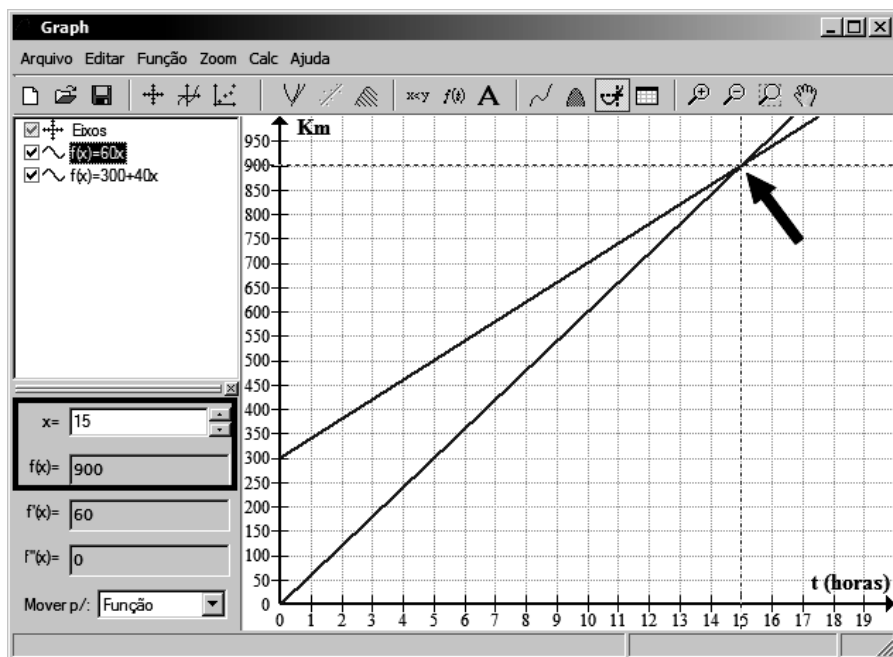 Graph
Arquivo Editar Função Zoom Calc Ajuda
x<y f(x) A
Eixos
f(x)=60x
f(x)=300+40x
x= 15
f(x)= 900
f'(x)= 60
f''(x)= 0
Mover p/: Função
Km
950
900
850
800
750
700
650
600
550
500
450
400
350
300
250
200
150
100
50
0
t (horas)
0 1 2 3 4 5 6 7 8 9 10 11 12 13 14 15 16 17 18 19